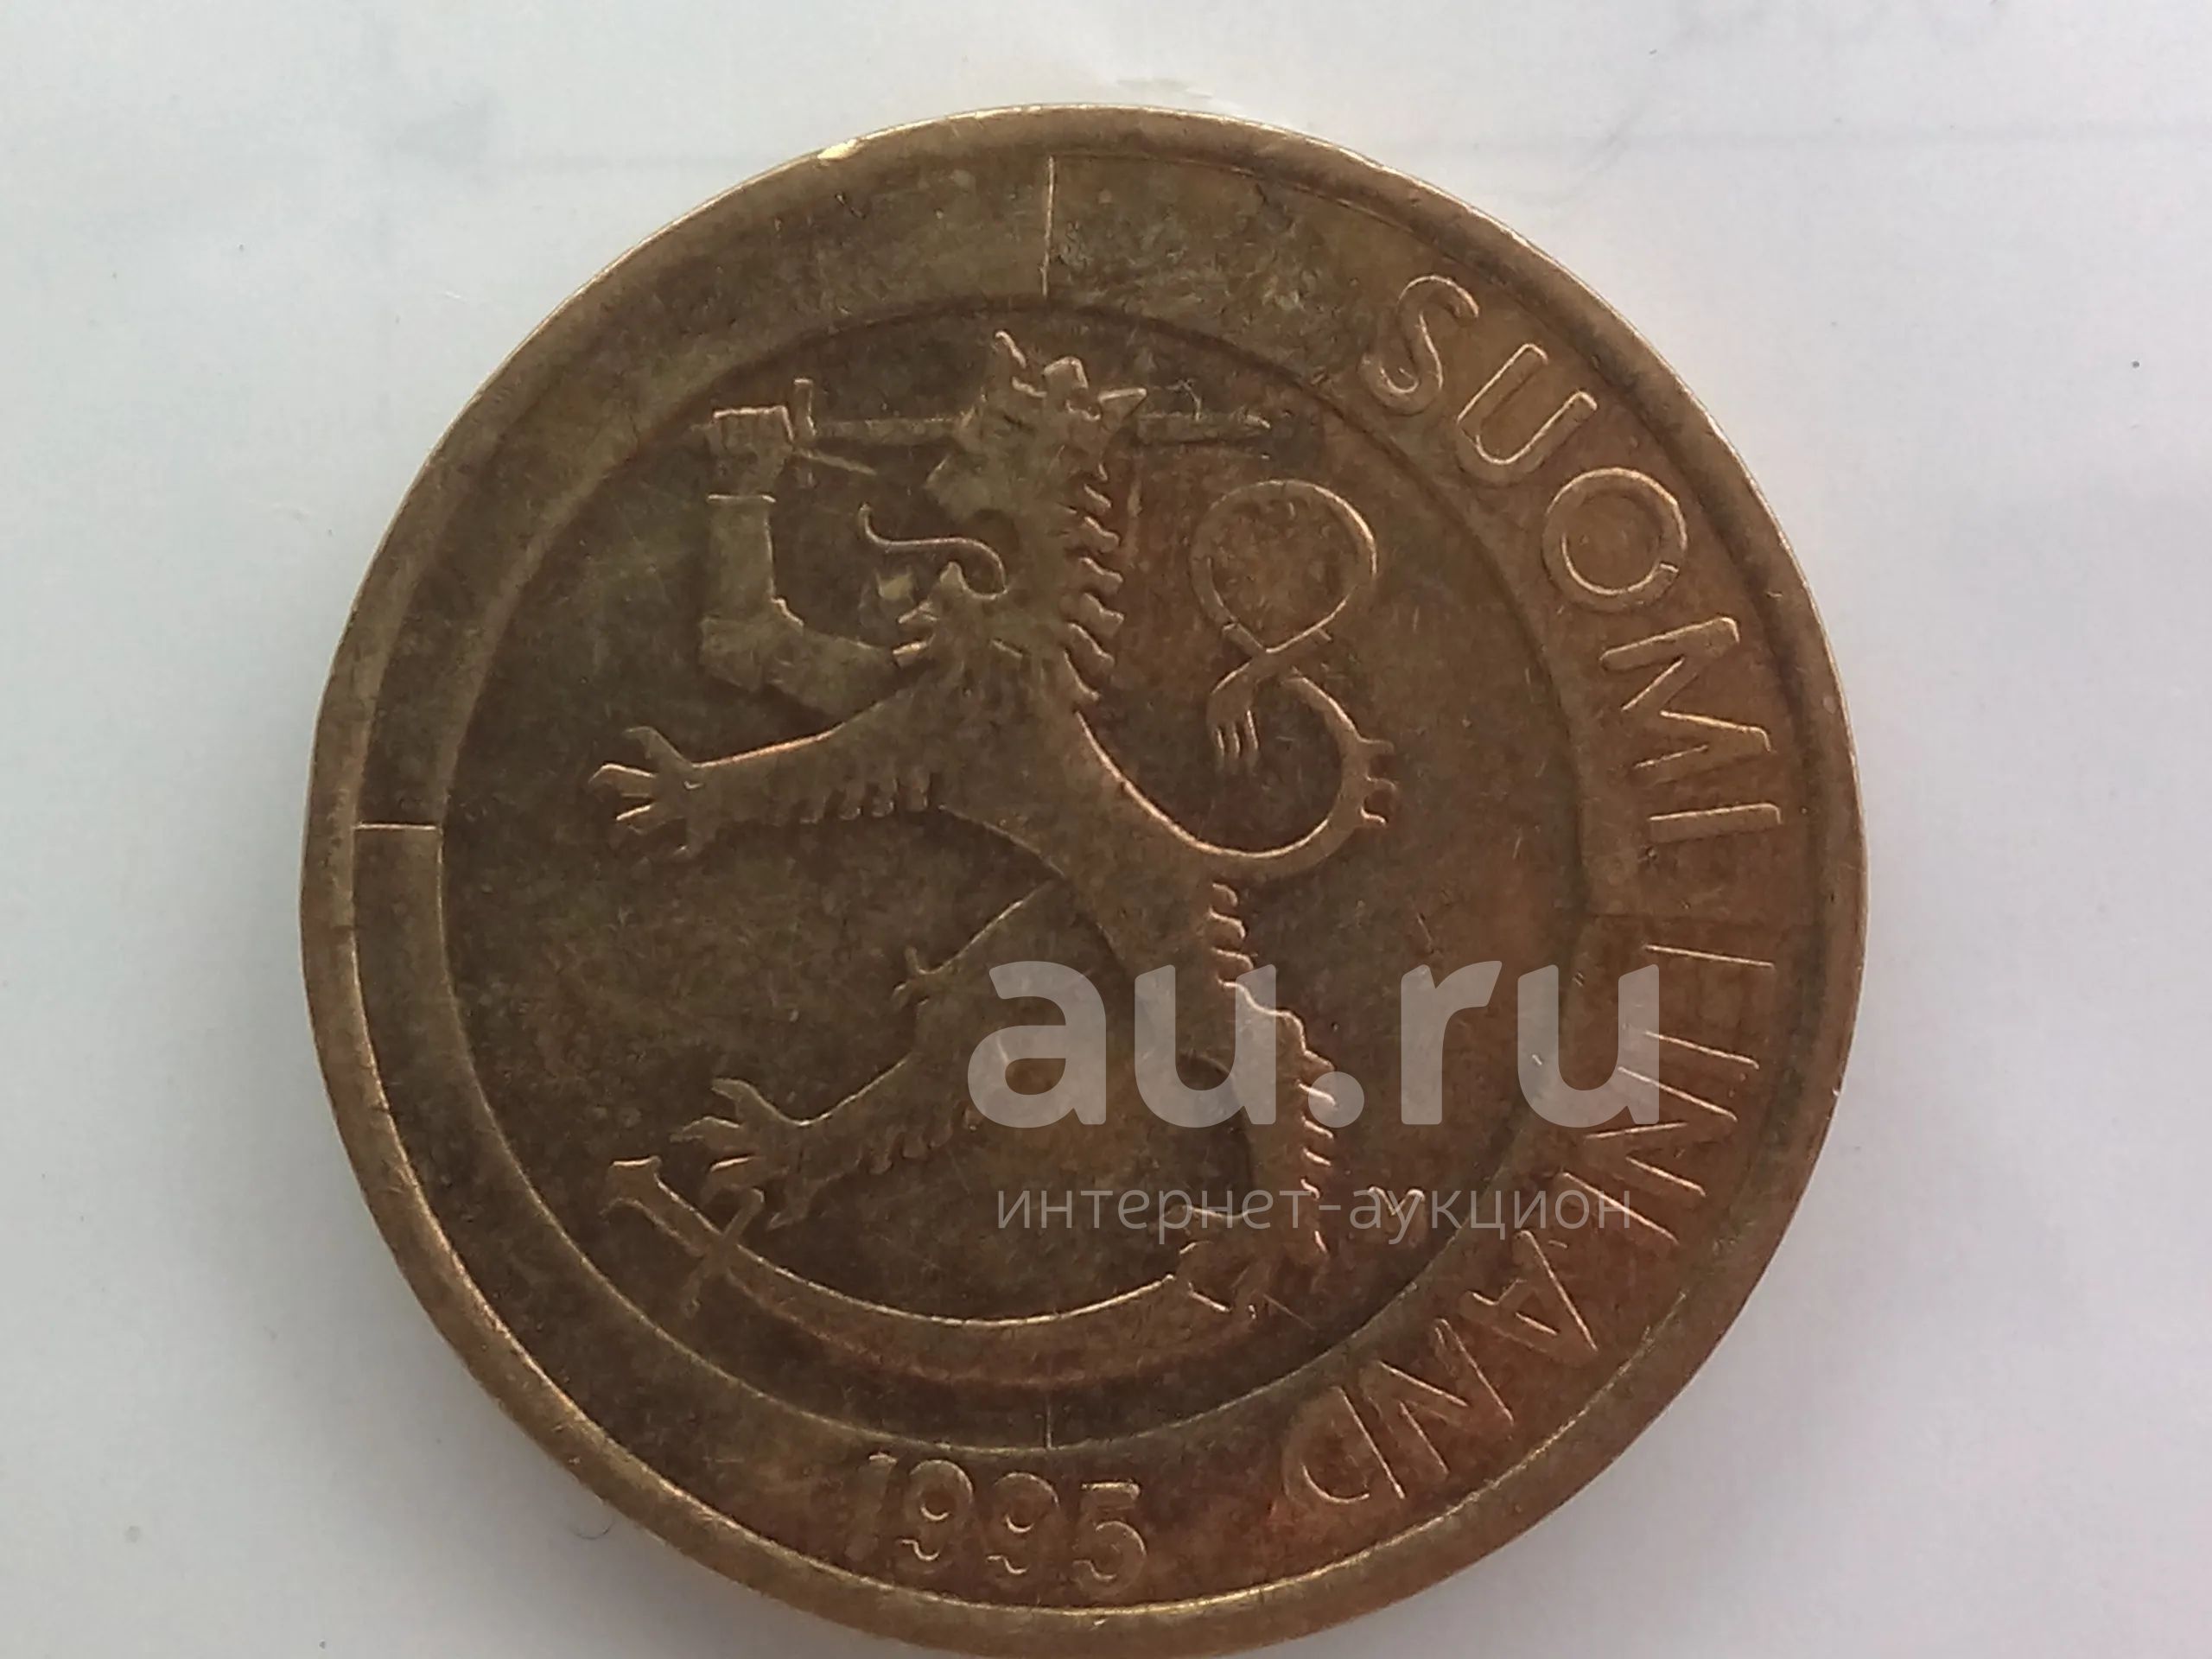 SUOMI FINLAND
1995
au.ru
интернет-аукцион